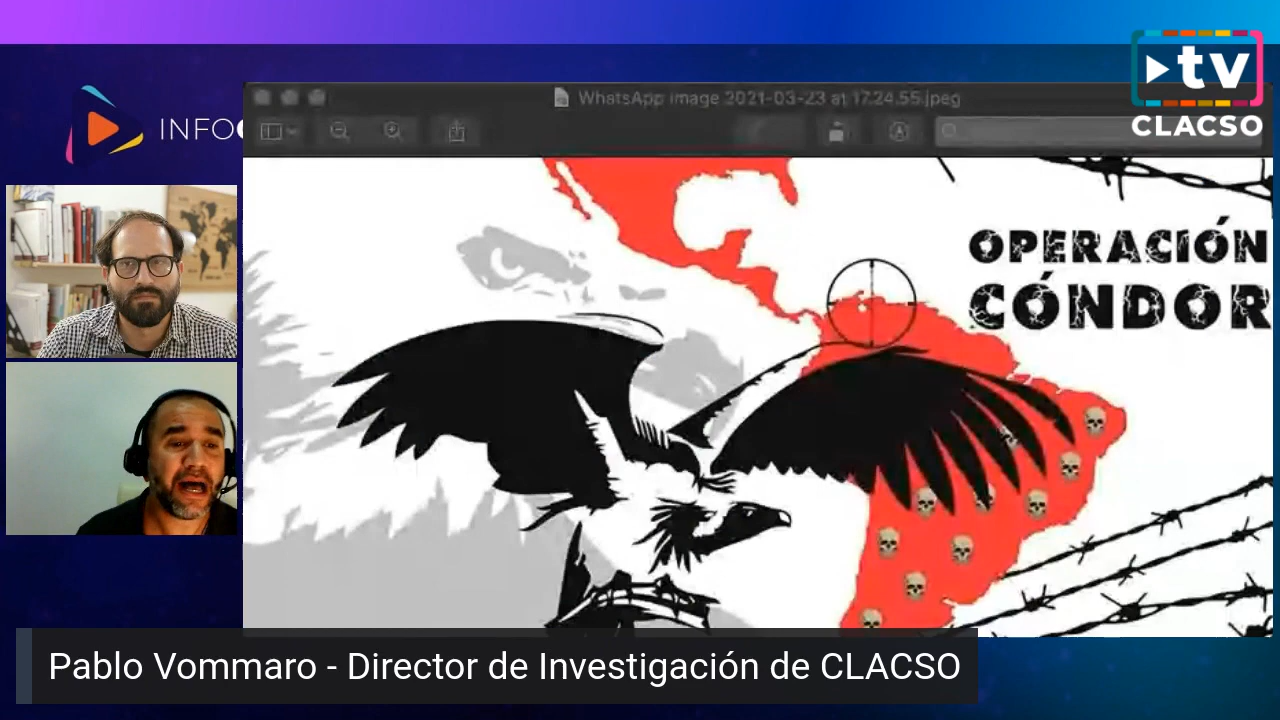 tv
CLACSO
INFO
WhatsApp image 2021-03-23 at 17.24.55.jpeg
OPERACIÓN
CÓNDOR
Pablo Vommaro - Director de Investigación de CLACSO